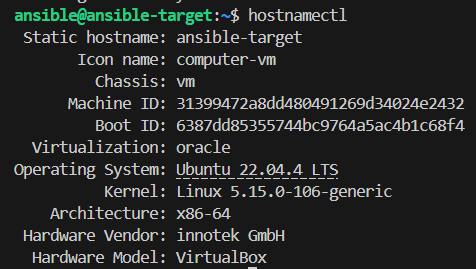 ansible@ansible-target:~$ hostnamectl
Static hostname: ansible-target
Icon name: computer-vm
Chassis: vm
Machine ID: 31399472a8dd480491269d34024e2432
Boot ID: 6387dd85355744bc9764a5ac4b1c68f4
Virtualization: oracle
Operating System: Ubuntu 22.04.4 LTS
Kernel: Linux 5.15.0-106-generic
Architecture: x86-64
Hardware Vendor: innotek GmbH
Hardware Model: VirtualBox